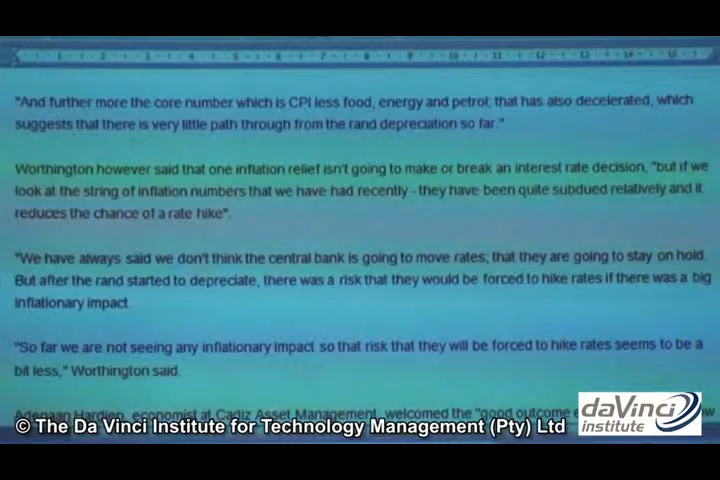 "And further more the core number which is CPI less food, energy and petrol; that has also decelerated, which
suggests that there is very little path through from the rand depreciation so far."
Worthington however said that one inflation relief isn't going to make or break an interest rate decision, "but if we
look at the string of inflation numbers that we have had recently - they have been quite subdued relatively and it
reduces the chance of a rate hike".
"We have always said we don't think the central bank is going to move rates; that they are going to stay on hold.
But after the rand started to depreciate, there was a risk that they would be forced to hike rates if there was a big
inflationary impact.
"So far we are not seeing any inflationary impact so that risk that they will be forced to hike rates seems to be a
bit less," Worthington said.
Adenaan Hardien, economist at Cadiz Asset Management, welcomed the "good outcome
© The Da Vinci Institute for Technology Management (Pty) Ltd
daVinci
institute